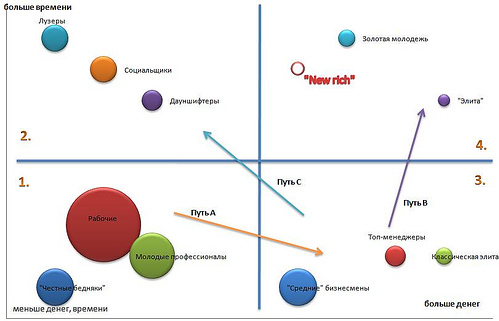 больше времени
Лузеры
Золотая молодежь
Социальщики
"New rich"
Дауншифтеры
"Элита"
2.
4.
1.
3.
Путь С
Путь А
Путь В
Рабочие
Топ-менеджеры
Молодые профессионалы
Классическая элита
"Честные бедняки"
"Средние" бизнесмены
меньше денег, времени
больше денег